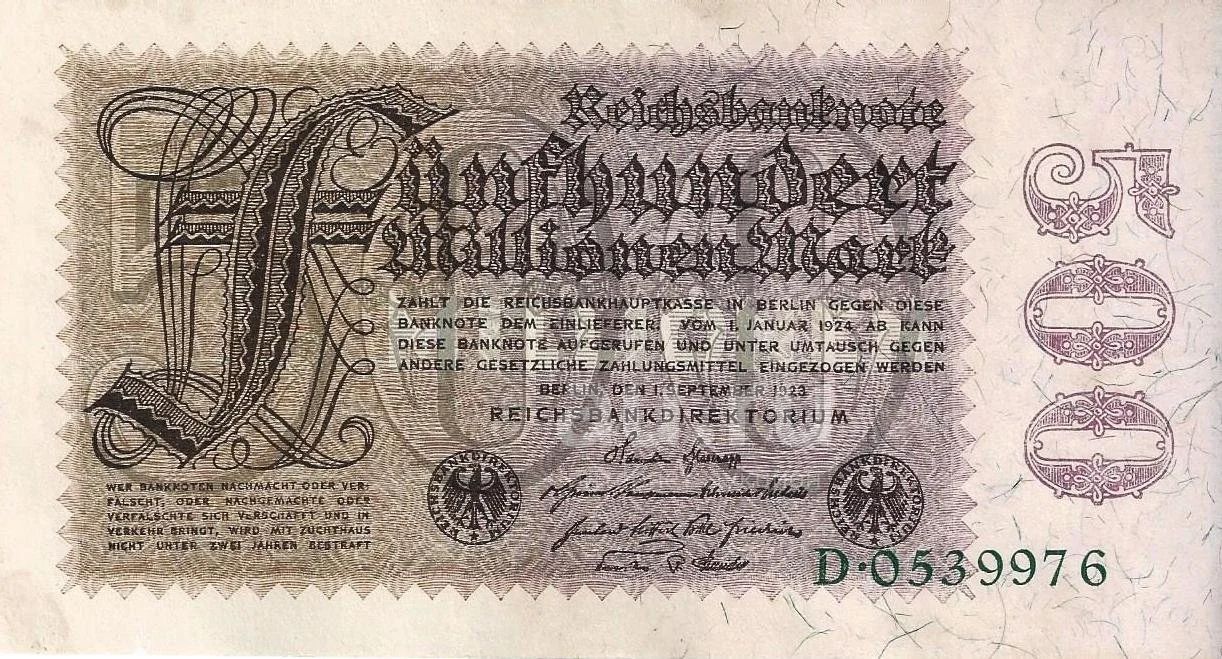 Reichsbanknote
Fünfhundert
Millionen Mark
ZAHLT DIE REICHSBANKHAUPTKASSE IN BERLIN GEGEN DIESE
BANKNOTE DEM EINLIEFERER. VOM 1. JANUAR 1924 AB KANN
DIESE BANKNOTE AUFGERUFEN UND UNTER UMTAUSCH GEGEN
ANDERE GESETZLICHE ZAHLUNGSMITTEL EINGEZOGEN WERDEN
BERLIN, DEN 1. SEPTEMBER 1923
REICHSBANKDIREKTORIUM
WER BANKNOTEN NACHMACHT ODER VER-
FÄLSCHT, ODER NACHGEMACHTE ODER
VERFÄLSCHTE SICH VERSCHAFFT UND IN
VERKEHR BRINGT, WIRD MIT ZUCHTHAUS
NICHT UNTER ZWEI JAHREN BESTRAFT
REICHSBANKDIREKTORIUM
REICHSBANKDIREKTORIUM
D·0539976
500